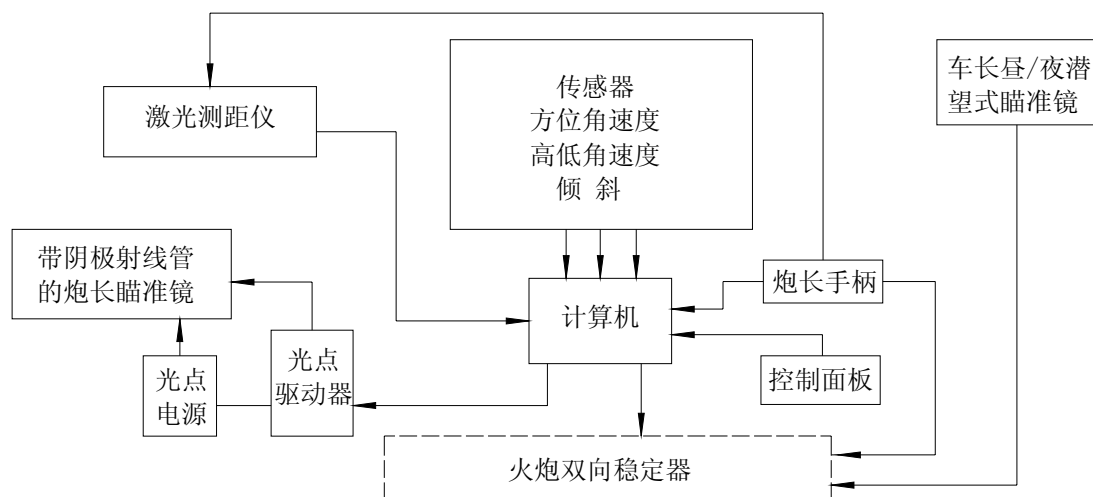 传感器
方位角速度
高低角速度
倾 斜
车长昼/夜潜
望式瞄准镜
激光测距仪
带阴极射线管
的炮长瞄准镜
计算机
炮长手柄
光点
电源
光点
驱动器
控制面板
火炮双向稳定器